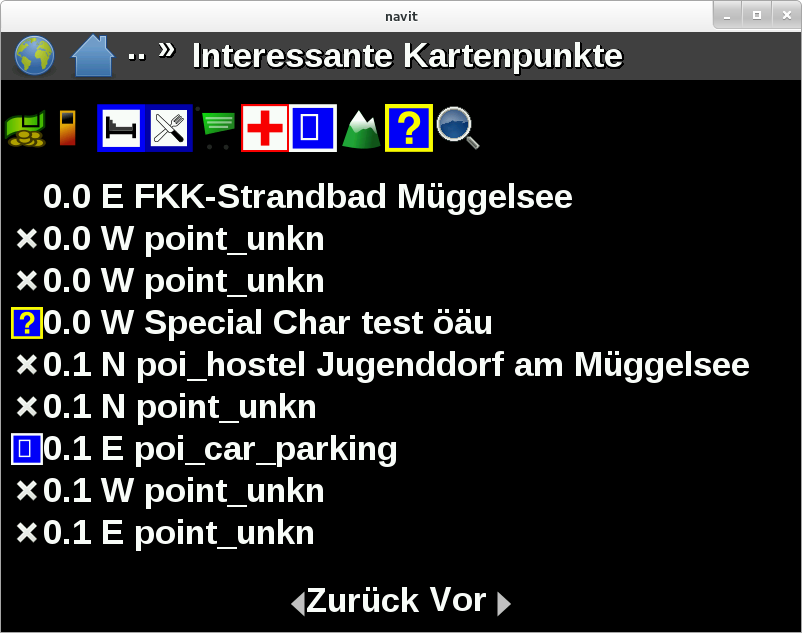 navit
.. » Interessante Kartenpunkte
?
0.0 E FKK-Strandbad Müggelsee
0.0 W point_unkn
0.0 W point_unkn
? 0.0 W Special Char test öäu
0.1 N poi_hostel Jugenddorf am Müggelsee
0.1 N point_unkn
0.1 E poi_car_parking
0.1 W point_unkn
0.1 E point_unkn
Zurück Vor